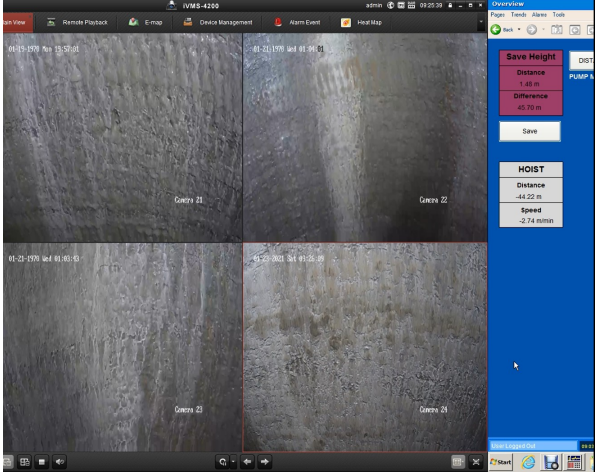 iVMS-4200
admin
09:25:39
ain View
Remote Playback
E-map
Device Management
Alarm Event
Heat Map
01-19-1970 Mon 19:57:01
Camera 21
01-21-1970 Wed 01:04:01
Camera 22
01-21-1970 Wed 01:03:43
Camera 23
01-23-2021 Sat 03:26:09
Camera 24
Overview
Pages Trends Alarms Tools
Back
Save Height
Distance
1.48 m
Difference
45.70 m
DIST
PUMP M
Save
HOIST
Distance
-44.22 m
Speed
-2.74 m/min
User Logged Out
Start